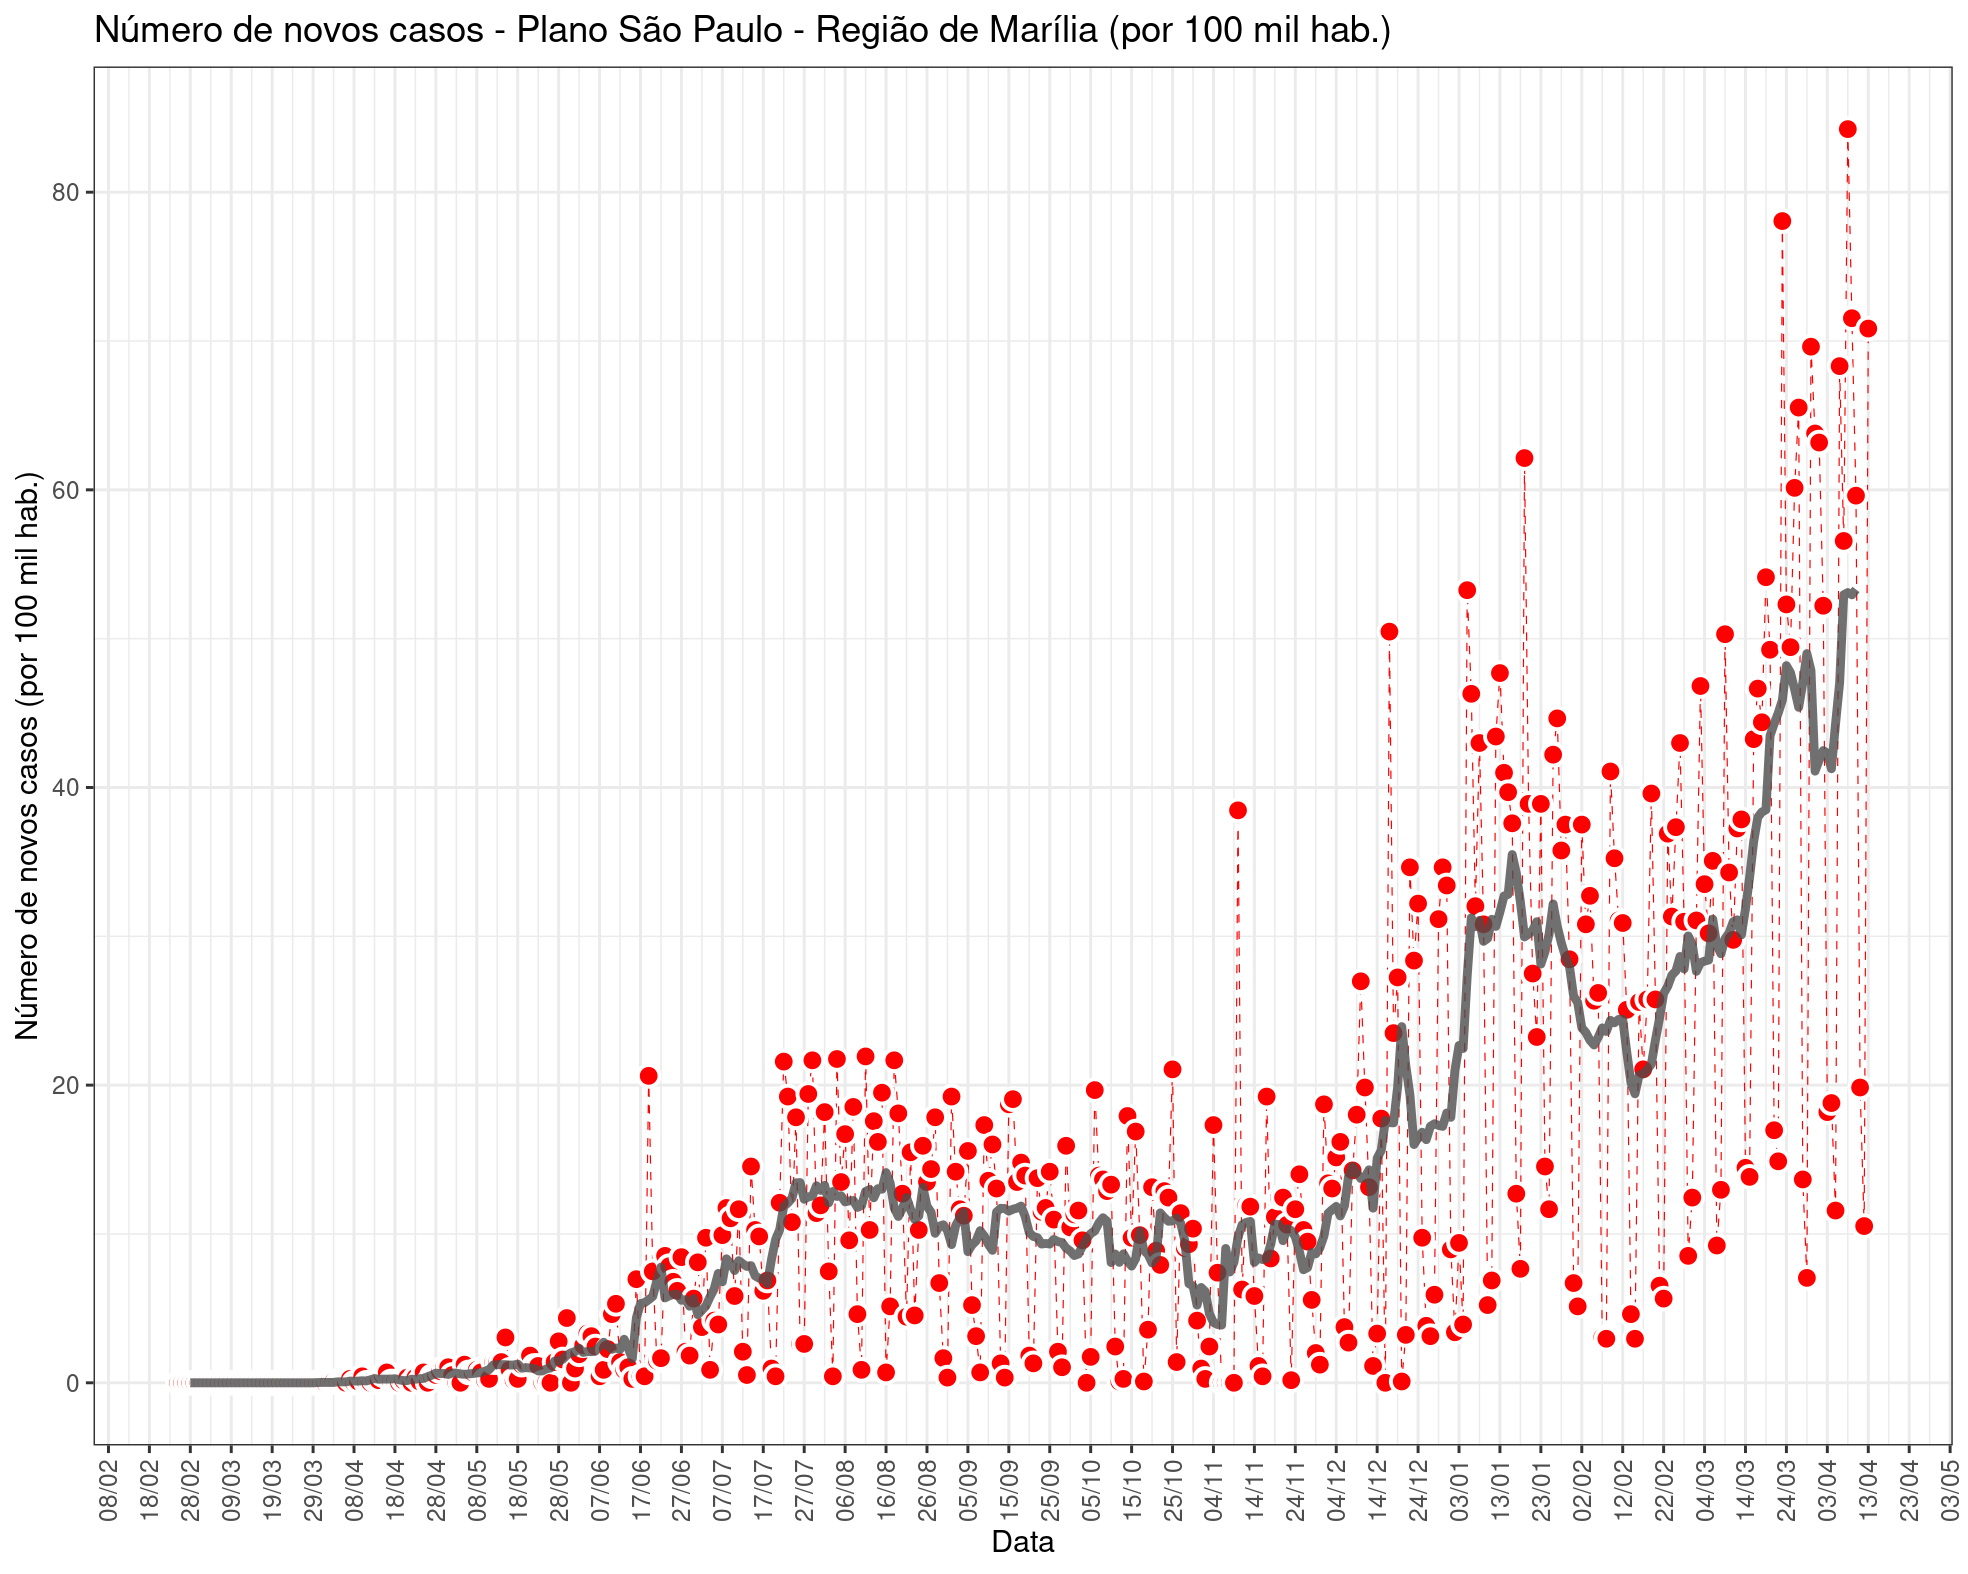 Número de novos casos - Plano São Paulo - Região de Marília (por 100 mil hab.)
Número de novos casos (por 100 mil hab.)
80
60
40
20
0
08/02 18/02 28/02 09/03 19/03 29/03 08/04 18/04 28/04 08/05 18/05 28/05 07/06 17/06 27/06 07/07 17/07 27/07 06/08 16/08 26/08 05/09 15/09 25/09 05/10 15/10 25/10 04/11 14/11 24/11 04/12 14/12 24/12 03/01 13/01 23/01 02/02 12/02 22/02 04/03 14/03 24/03 03/04 13/04 23/04 03/05
Data